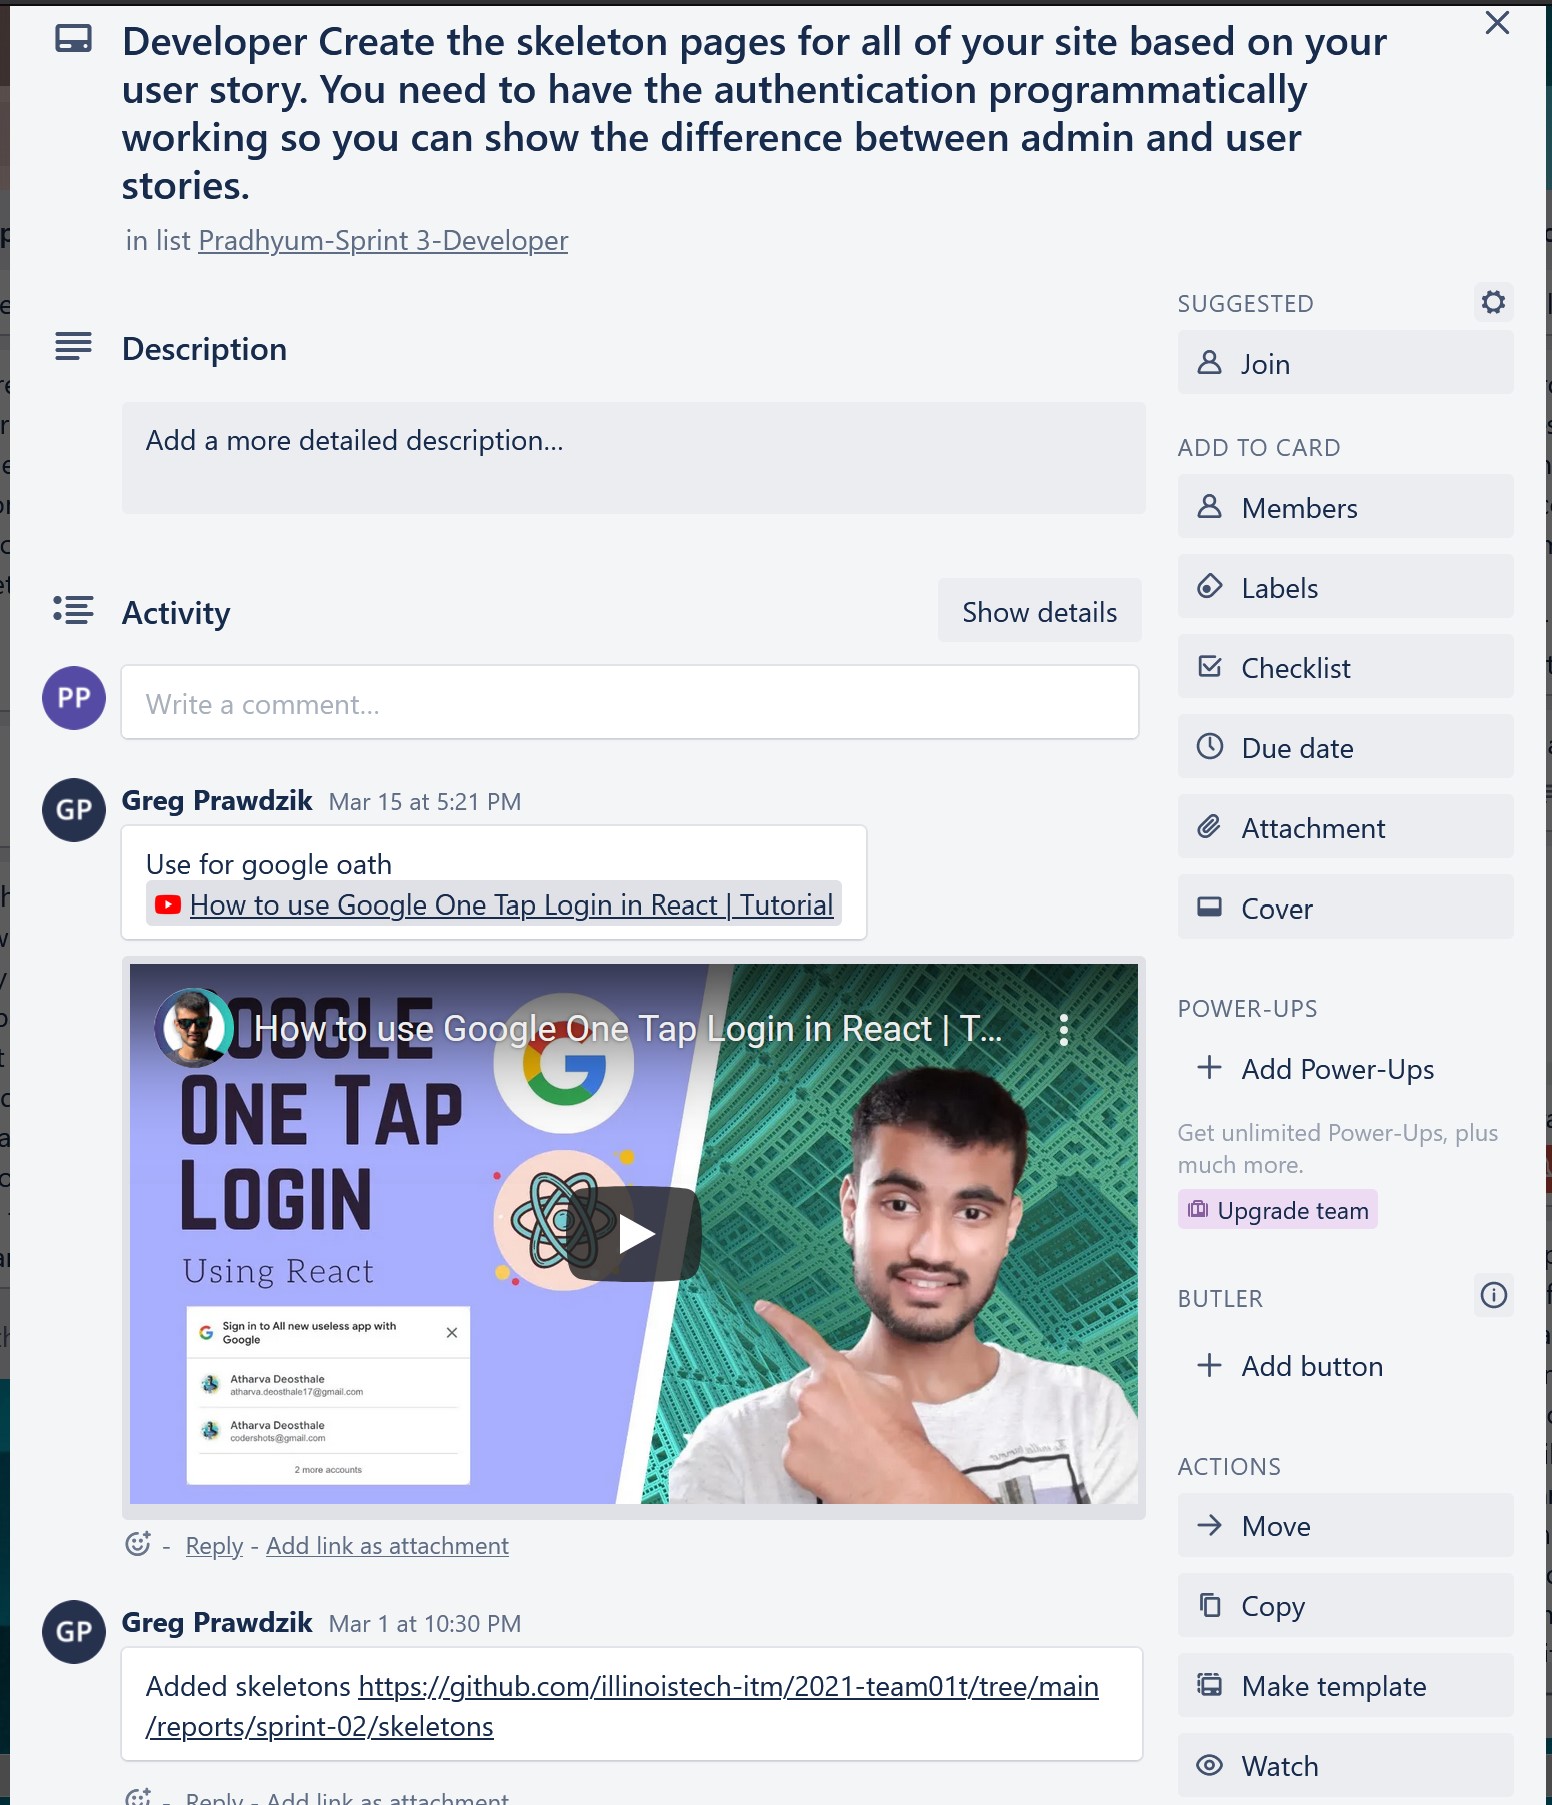 Developer Create the skeleton pages for all of your site based on your
user story. You need to have the authentication programmatically
working so you can show the difference between admin and user
stories.
in list Pradhyum-Sprint 3-Developer
Description
Add a more detailed description...
Activity
Show details
PP
Write a comment...
GP
Greg Prawdzik Mar 15 at 5:21 PM
Use for google oath
How to use Google One Tap Login in React | Tutorial
How to use Google One Tap Login in React | T...
GOOGLE
ONE TAP
LOGIN
Using React
Sign in to All new useless app with
Google
Atharva Deosthale
atharva.deosthale17@gmail.com
Atharva Deosthale
codershots@gmail.com
2 more accounts
- Reply - Add link as attachment
GP
Greg Prawdzik Mar 1 at 10:30 PM
Added skeletons https://github.com/illinoistech-itm/2021-team01t/tree/main
/reports/sprint-02/skeletons
- Reply - Add link as attachment
SUGGESTED
Join
ADD TO CARD
Members
Labels
Checklist
Due date
Attachment
Cover
POWER-UPS
+ Add Power-Ups
Get unlimited Power-Ups, plus
much more.
Upgrade team
BUTLER
+ Add button
ACTIONS
Move
Copy
Make template
Watch